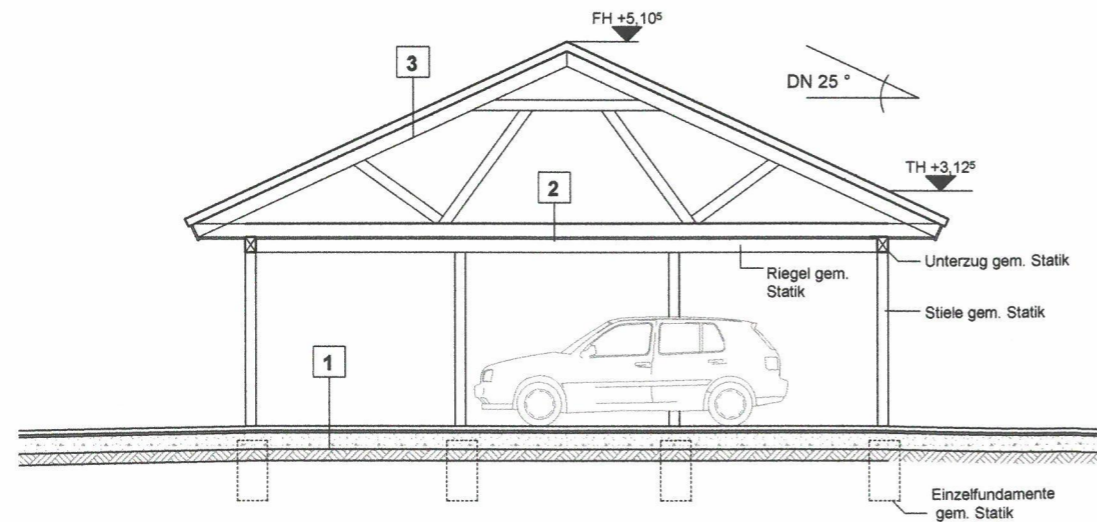 FH +5,10⁵
3
DN 25 °
TH +3,12⁵
2
Unterzug gem. Statik
Riegel gem.
Statik
Stiele gem. Statik
1
Einzelfundamente
gem. Statik